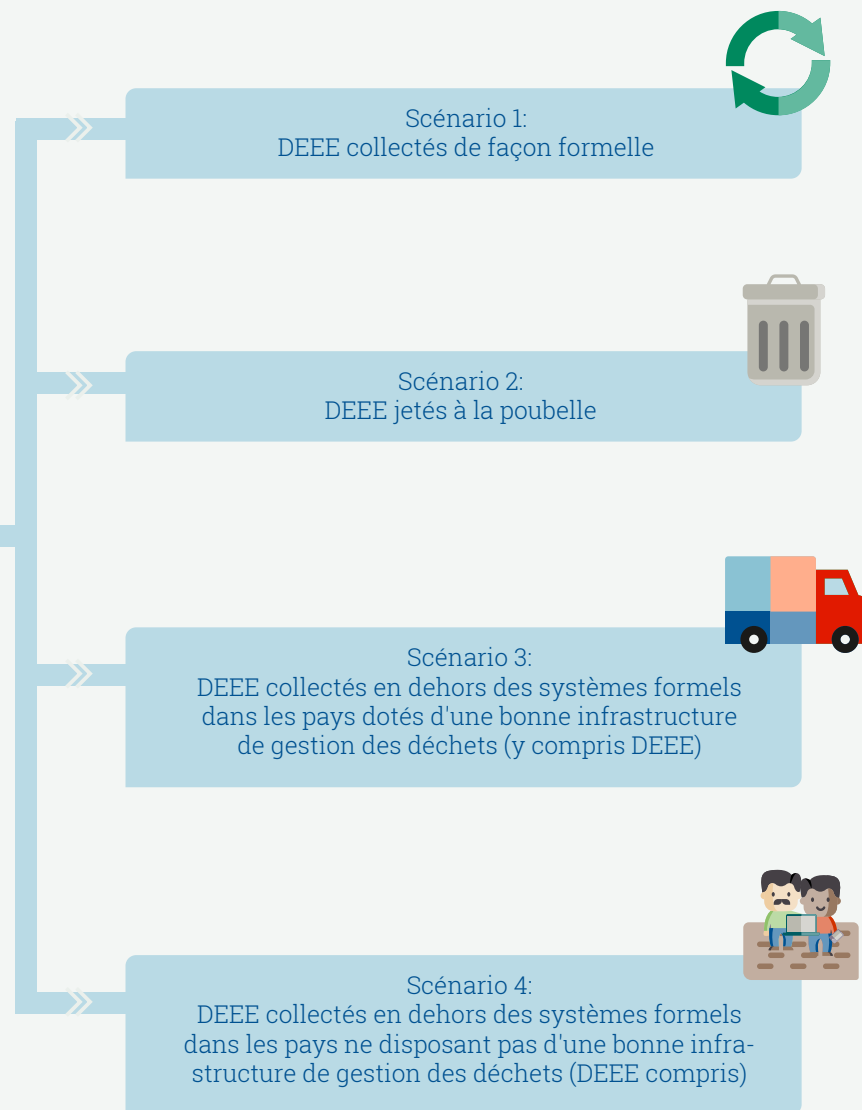 Scénario 1:
DEEE collectés de façon formelle
Scénario 2:
DEEE jetés à la poubelle
Scénario 3:
DEEE collectés en dehors des systèmes formels
dans les pays dotés d'une bonne infrastructure
de gestion des déchets (y compris DEEE)
Scénario 4:
DEEE collectés en dehors des systèmes formels
dans les pays ne disposant pas d'une bonne infra-
structure de gestion des déchets (DEEE compris)